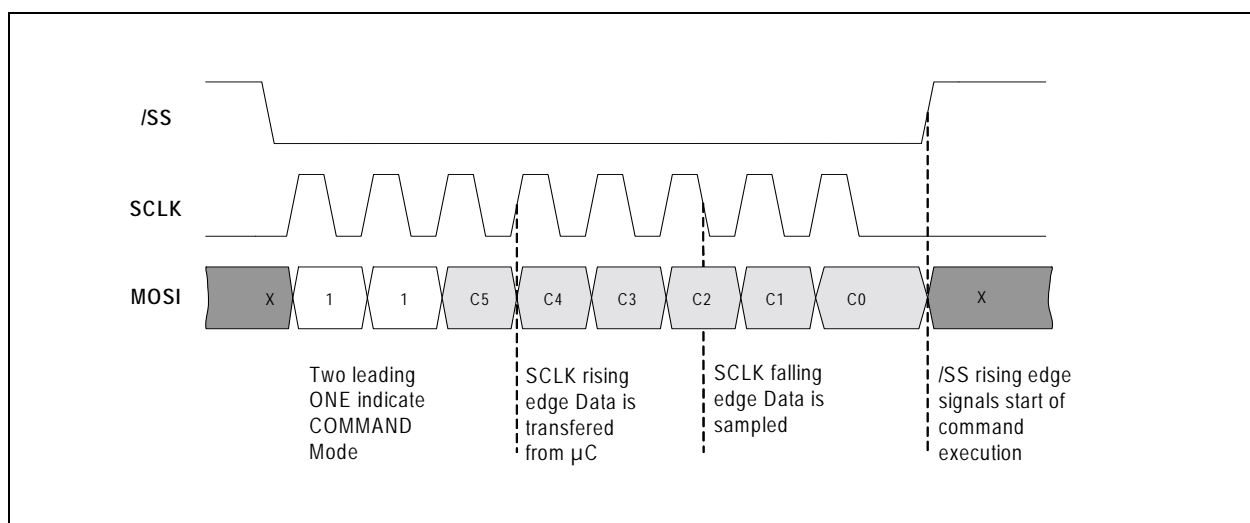 /SS
SCLK
MOSI
X
1
1
C5
C4
C3
C2
C1
C0
X
Two leading
ONE indicate
COMMAND
Mode
SCLK rising
edge Data is
transfered
from µC
SCLK falling
edge Data is
sampled
/SS rising edge
signals start of
command
execution